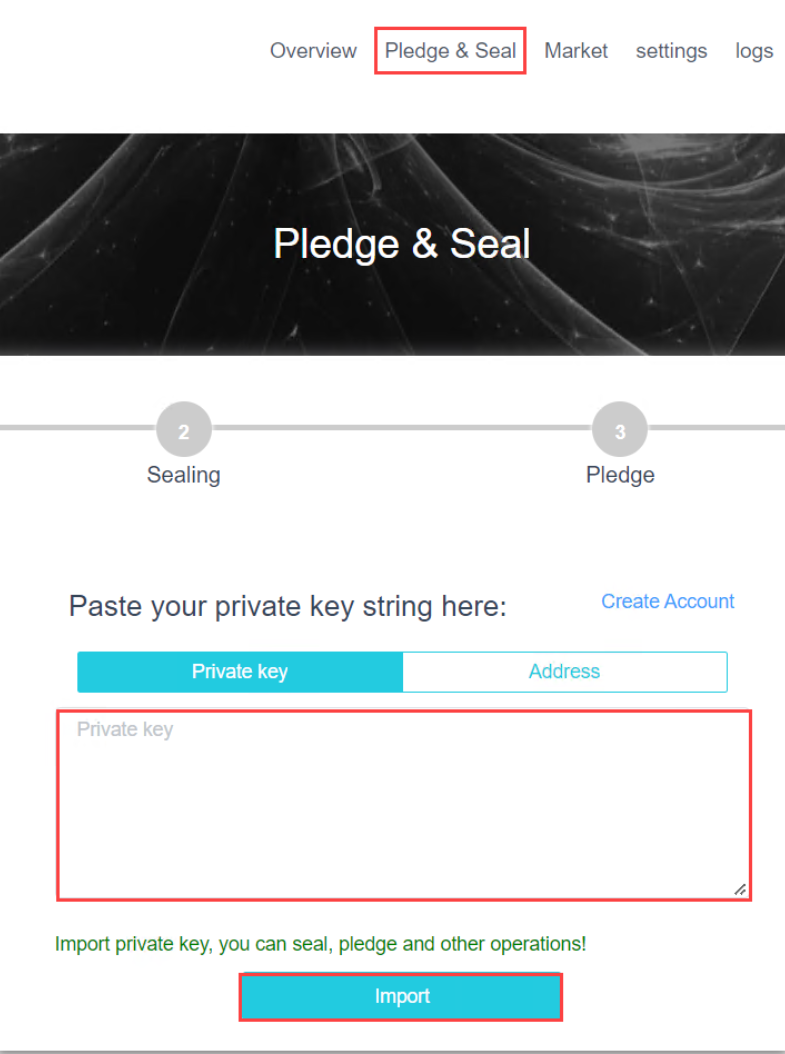 Overview Pledge & Seal Market settings logs
Pledge & Seal
2 3
Sealing Pledge
Paste your private key string here: Create Account
Private key Address
Private key
Import private key, you can seal, pledge and other operations!
Import